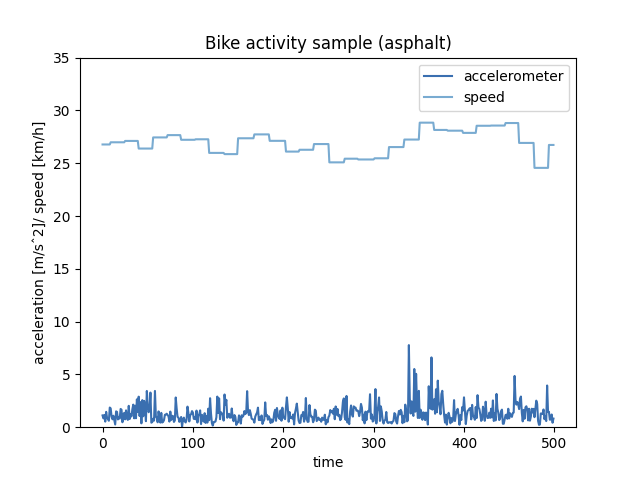 Bike activity sample (asphalt)
accelerometer
speed
acceleration [m/sˆ2]/ speed [km/h]
35
30
25
20
15
10
5
0
0 100 200 300 400 500
time